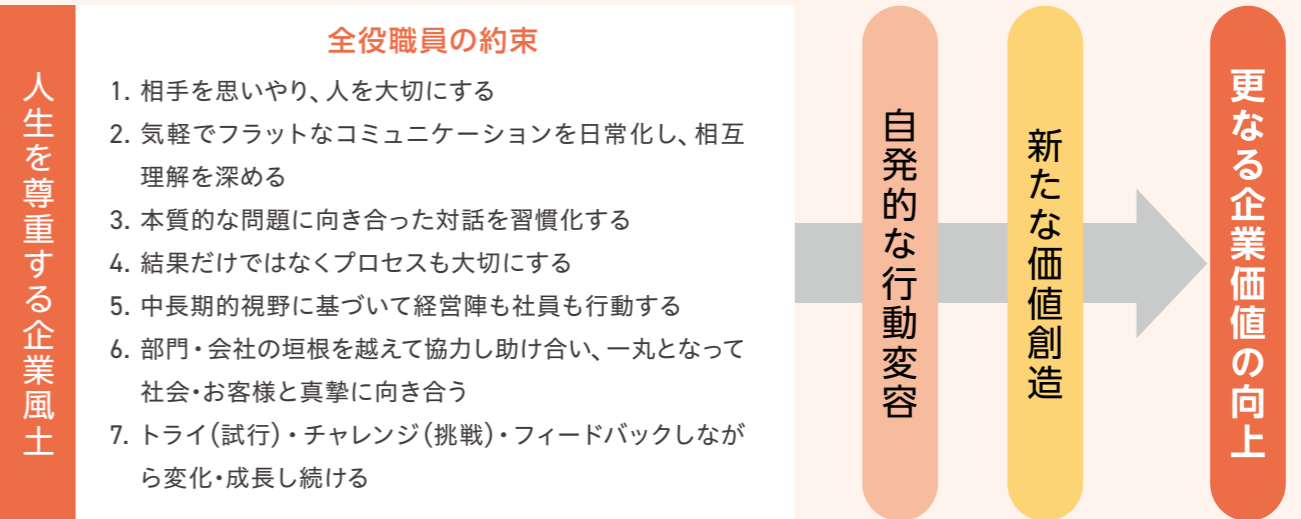 人生を尊重する企業風土
全役職員の約束
1. 相手を思いやり、人を大切にする
2. 気軽でフラットなコミュニケーションを日常化し、相互
理解を深める
3. 本質的な問題に向き合った対話を習慣化する
4. 結果だけではなくプロセスも大切にする
5. 中長期的視野に基づいて経営陣も社員も行動する
6. 部門・会社の垣根を越えて協力し助け合い、一丸となって
社会・お客様と真摯に向き合う
7. トライ(試行)・チャレンジ(挑戦)・フィードバックしなが
ら変化・成長し続ける
自発的な行動変容
新たな価値創造
更なる企業価値の向上